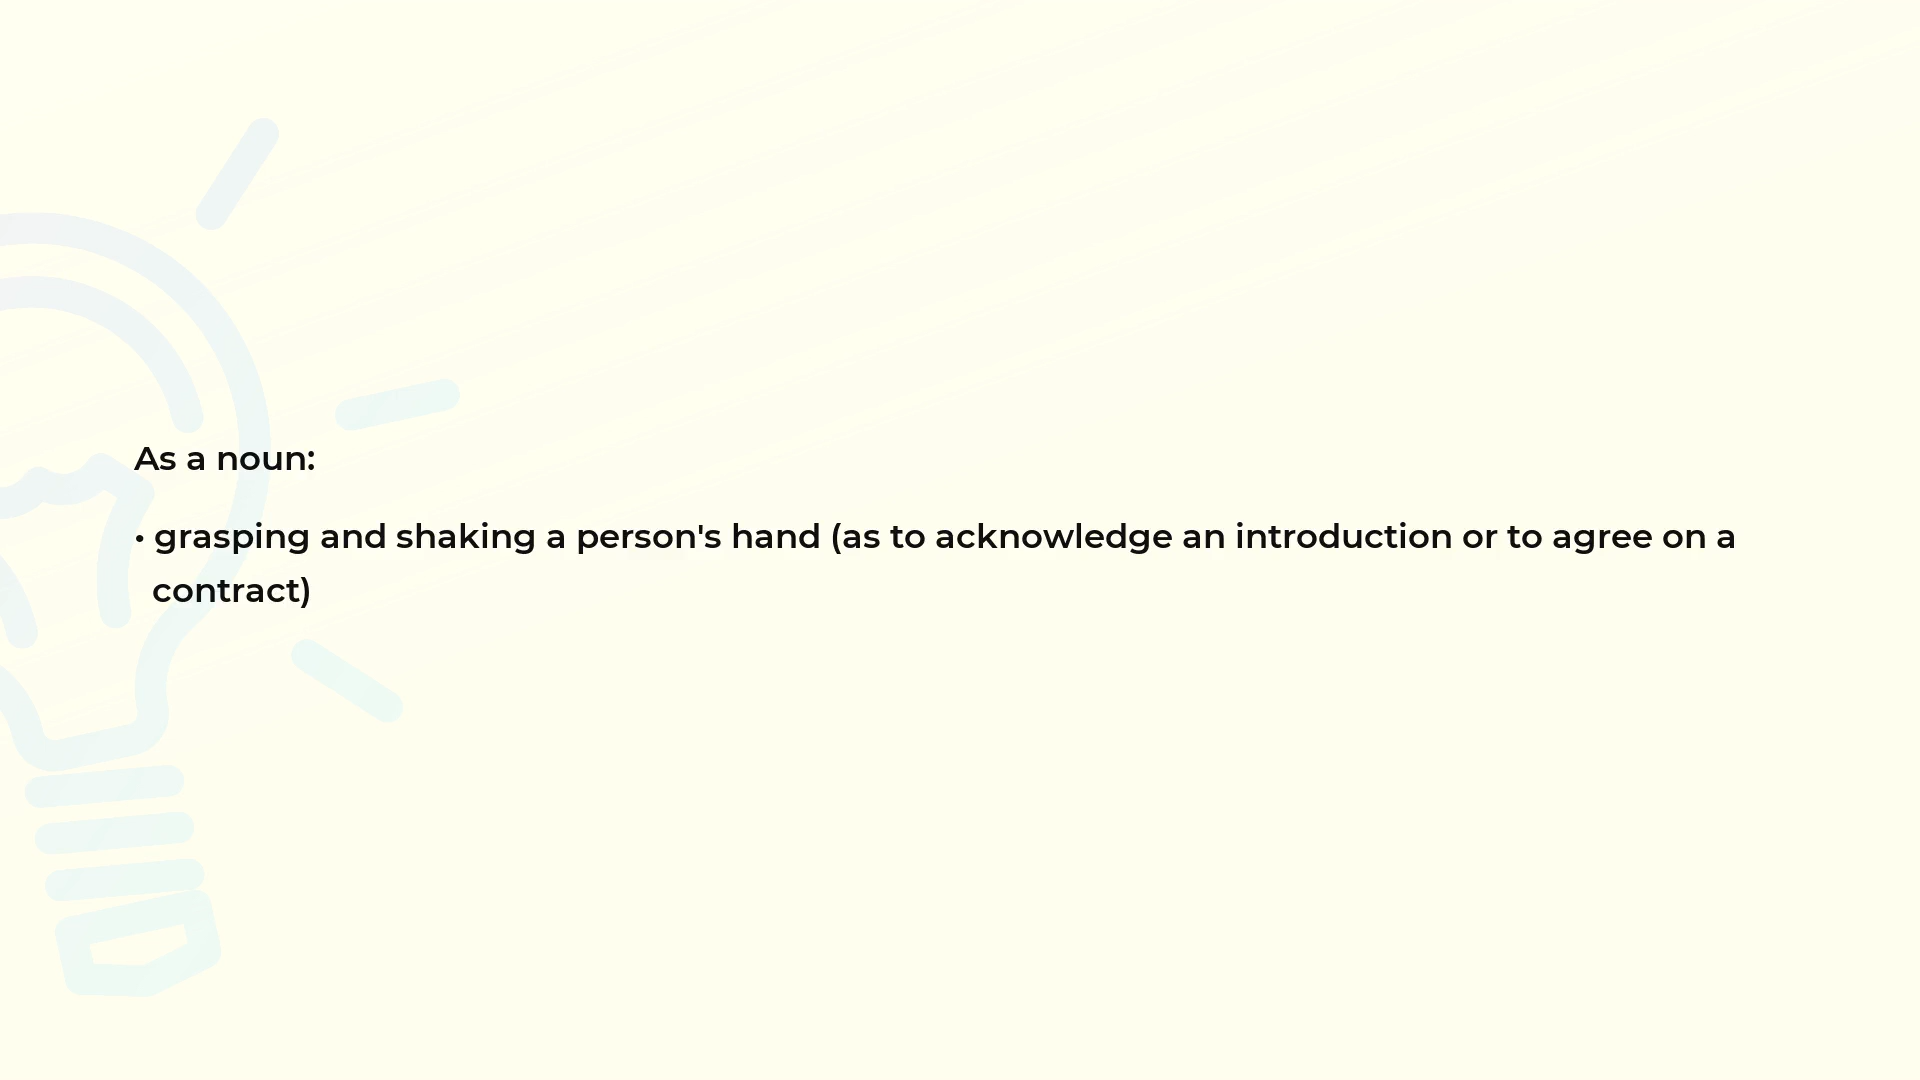 As a noun:
• grasping and shaking a person's hand (as to acknowledge an introduction or to agree on a
contract)